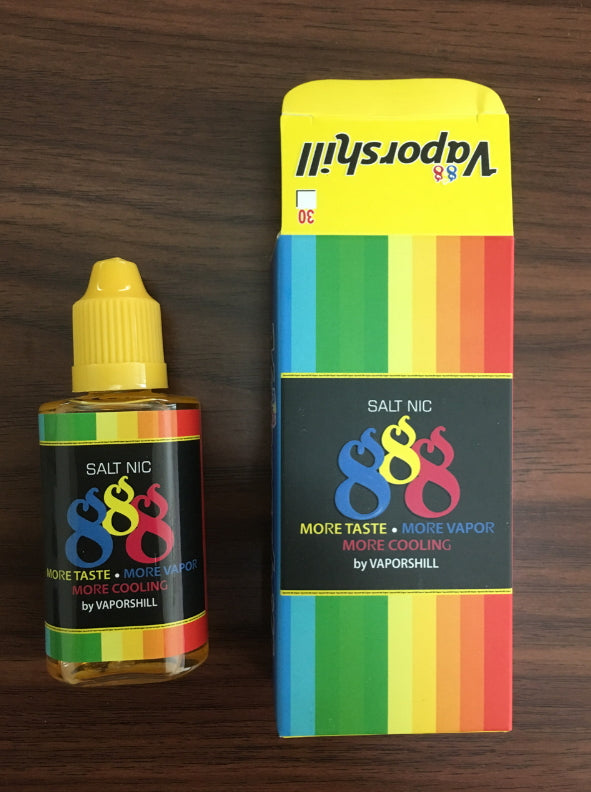 SALT NIC
888
MORE TASTE • MORE VAPOR
MORE COOLING
by VAPORSHILL
Vaporshill
88
30
SALT NIC
888
MORE TASTE • MORE VAPOR
MORE COOLING
by VAPORSHILL